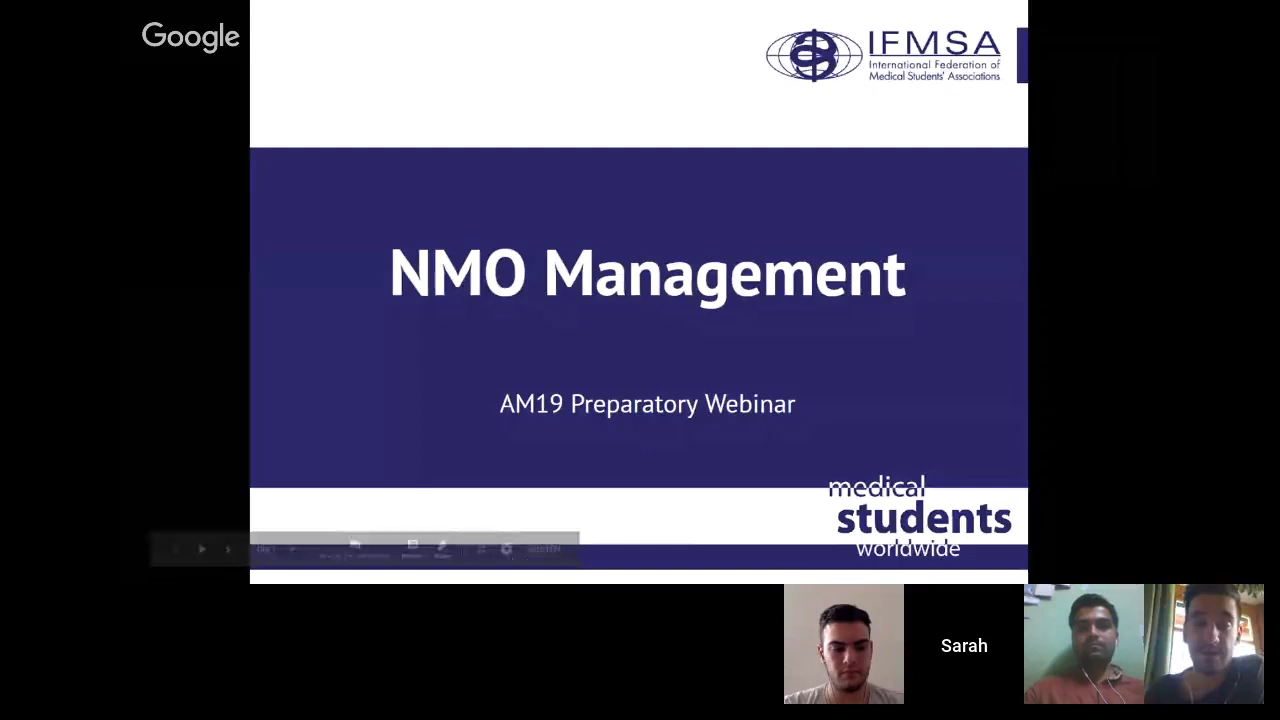 Google
IFMSA
International Federation of
Medical Students' Associations
NMO Management
AM19 Preparatory Webinar
medical
students
worldwide
Sarah